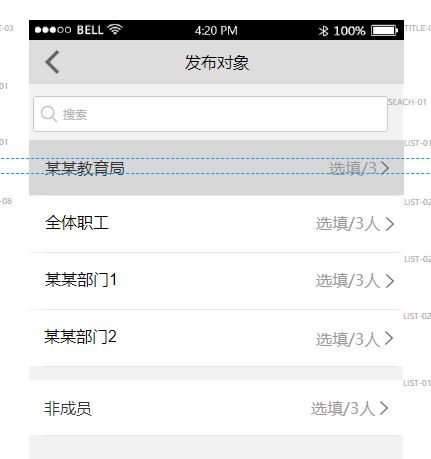 ●●●○○ BELL 4:20 PM 100%
TITLE-0
E-03
发布对象
-01
SEACH-01
搜索
-01
LIST-01
某某教育局 选填/3
-08
LIST-02
全体职工 选填/3人
LIST-02
某某部门1 选填/3人
LIST-02
某某部门2 选填/3人
LIST-01
非成员 选填/3人